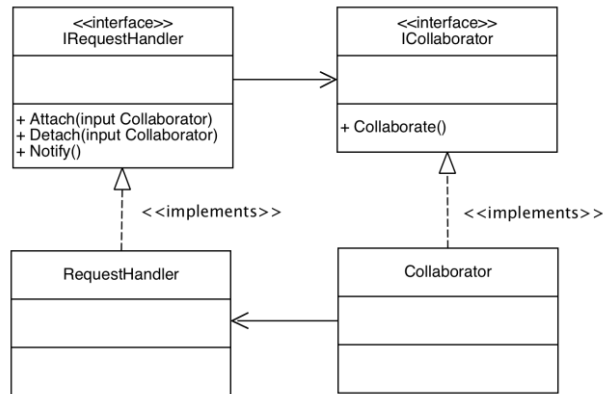 <<interface>>
IRequestHandler
+ Attach(input Collaborator)
+ Detach(input Collaborator)
+ Notify()
<<interface>>
ICollaborator
+ Collaborate()
<<implements>>
<<implements>>
RequestHandler
Collaborator